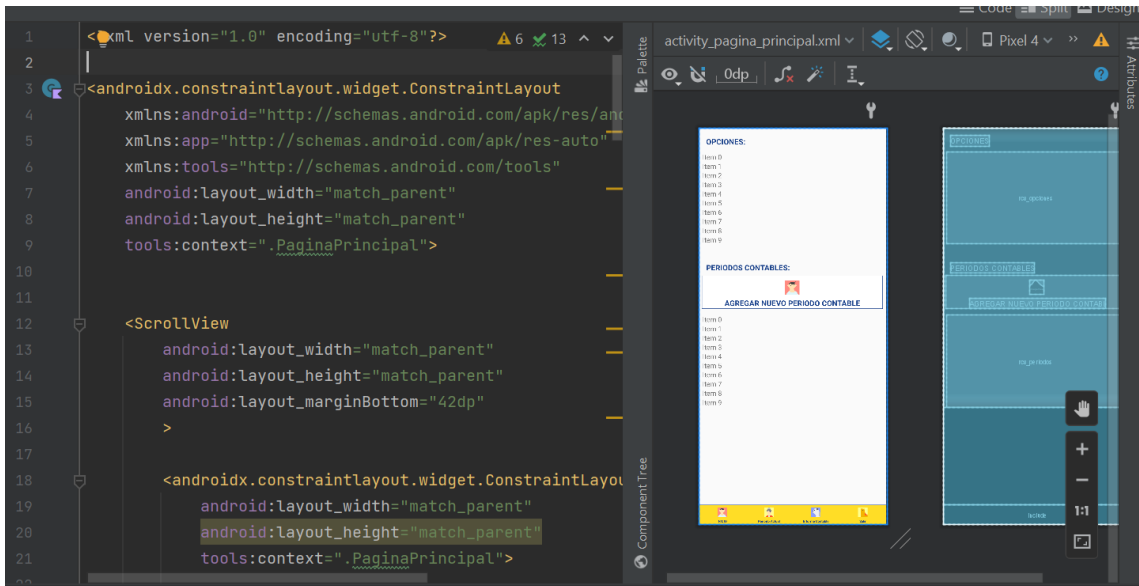 Code Split Design
1 <?xml version="1.0" encoding="utf-8"?> 6 13
2
3 <androidx.constraintlayout.widget.ConstraintLayout
4 xmlns:android="http://schemas.android.com/apk/res/and
5 xmlns:app="http://schemas.android.com/apk/res-auto"
6 xmlns:tools="http://schemas.android.com/tools"
7 android:layout_width="match_parent"
8 android:layout_height="match_parent"
9 tools:context=".PaginaPrincipal">
10
11
12 <ScrollView
13 android:layout_width="match_parent"
14 android:layout_height="match_parent"
15 android:layout_marginBottom="42dp"
16 >
17
18 <androidx.constraintlayout.widget.ConstraintLayou
19 android:layout_width="match_parent"
20 android:layout_height="match_parent"
21 tools:context=".PaginaPrincipal">
Palette
Component Tree
activity_pagina_principal.xml Pixel 4 »
0dp
Attributes
OPCIONES:
Item 0
Item 1
Item 2
Item 3
Item 4
Item 5
Item 6
Item 7
Item 8
Item 9
PERIODOS CONTABLES:
AGREGAR NUEVO PERIODO CONTABLE
Item 0
Item 1
Item 2
Item 3
Item 4
Item 5
Item 6
Item 7
Item 8
Item 9
OPCIONES
rcs_opciones
PERIODOS CONTABLES
AGREGAR NUEVO PERIODO CONTAB
include
1:1